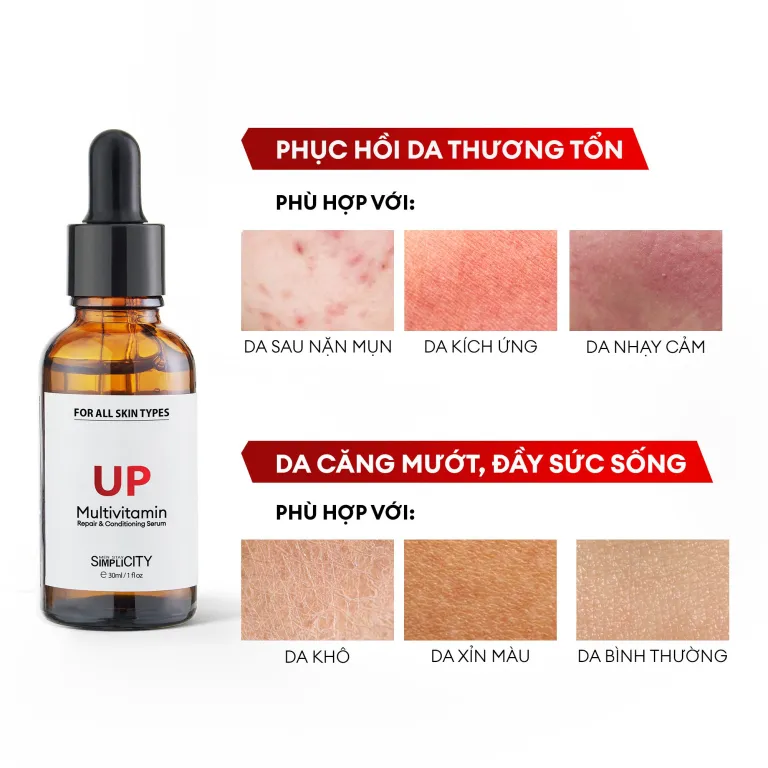 PHỤC HỒI DA THƯƠNG TỔN
PHÙ HỢP VỚI:
DA SAU NẶN MỤN
DA KÍCH ỨNG
DA NHẠY CẢM
FOR ALL SKIN TYPES
UP
Multivitamin
Repair & Conditioning Serum
MEN STAY
SIMPLICITY
℮ 30ml / 1 fl oz
DA CĂNG MƯỚT, ĐẦY SỨC SỐNG
PHÙ HỢP VỚI:
DA KHÔ
DA XỈN MÀU
DA BÌNH THƯỜNG